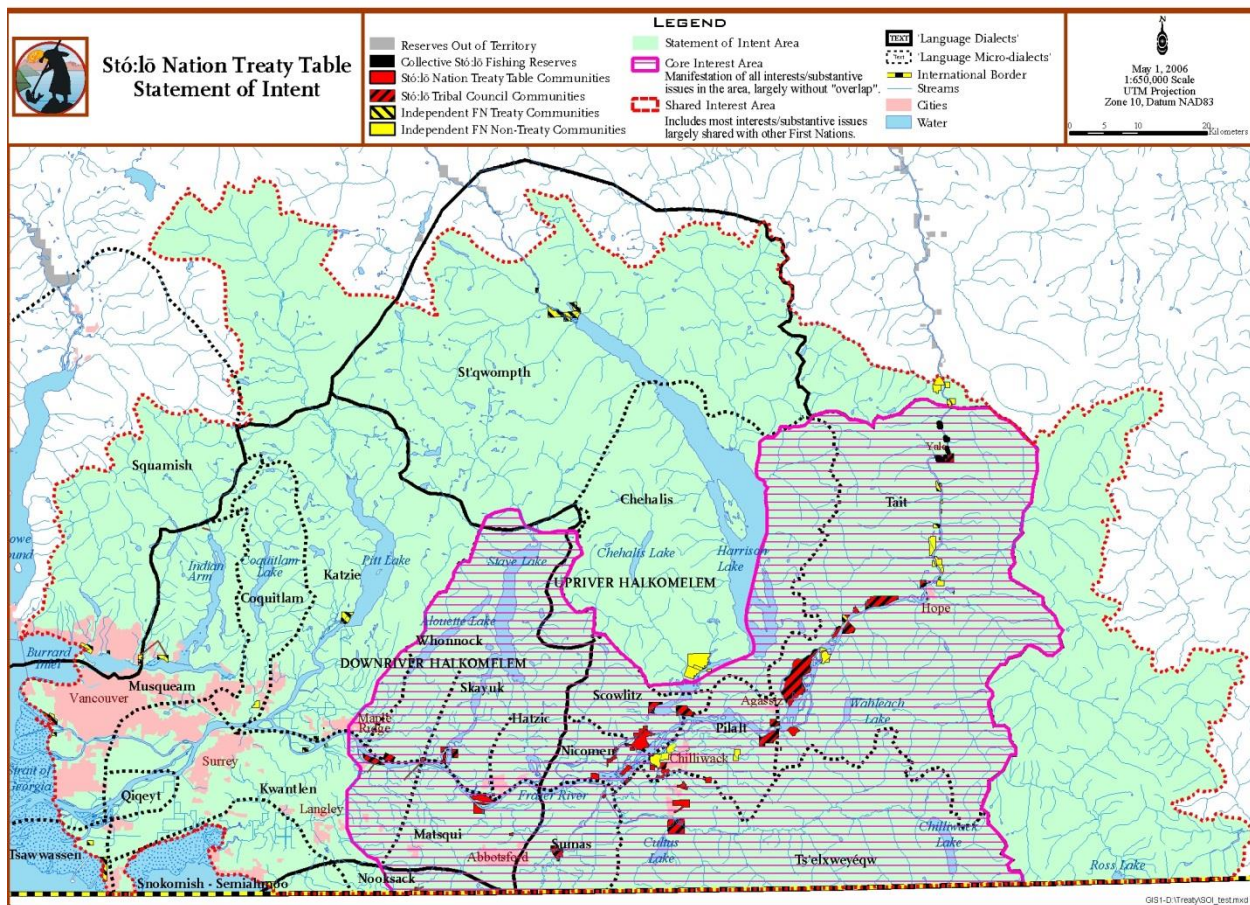 Stó:lō Nation Treaty Table
Statement of Intent
LEGEND
Reserves Out of Territory
Collective Stó:lō Fishing Reserves
Stó:lō Nation Treaty Table Communities
Stó:lō Tribal Council Communities
Independent FN Treaty Communities
Independent FN Non-Treaty Communities
Statement of Intent Area
Core Interest Area
Manifestation of all interests/substantive
issues in the area, largely without "overlap".
Shared Interest Area
Includes most interests/substantive issues
largely shared with other First Nations.
TEXT 'Language Dialects'
Text 'Language Micro-dialects'
International Border
Streams
Cities
Water
N
May 1, 2006
1:650,000 Scale
UTM Projection
Zone 10, Datum NAD83
0 5 10 20
Kilometers
St'qwompth
Yale
Squamish
Chehalis
Tait
Slave Lake
Chehalis Lake
Harrison
Lake
Indian
Arm
Coquitlam
Lake
Pitt Lake
Katzie
UPRIVER HALKOMELEM
Coquitlam
Hope
Alouette Lake
Whonnock
Burrard
Inlet
DOWNRIVER HALKOMELEM
Musqueam
Vancouver
Skayuk
Scowlitz
Agassiz
Wahleach
Lake
Maple
Ridge
Hatzic
Pilalt
Nicomen
Chilliwack
Surrey
Strait of
Georgia
Kwantlen
Qiqeyt
Langley
Fraser River
Matsqui
Sumas
Cultus
Lake
Chilliwack
Lake
Tsawwassen
Abbotsford
Ts'elxweyéqw
Ross Lake
Nooksack
Snokomish - Semiahmoo
GIS1-D:\Treaty\SOI_test.mxd